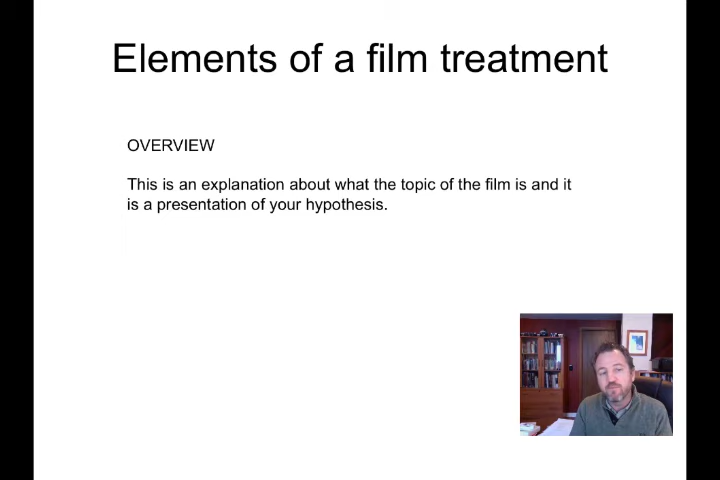 Elements of a film treatment
OVERVIEW
This is an explanation about what the topic of the film is and it
is a presentation of your hypothesis.